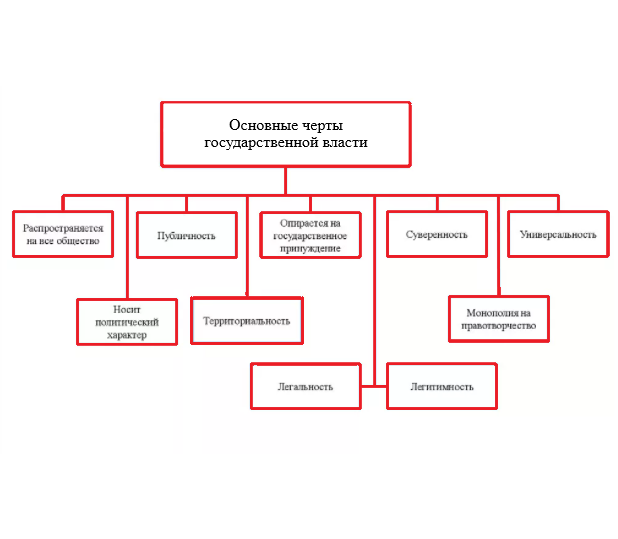 Основные черты
государственной власти
Распространяется
на все общество
Публичность
Опирается на
государственное
принуждение
Суверенность
Универсальность
Носит
политический
характер
Территориальность
Монополия на
правотворчество
Легальность
Легитимность